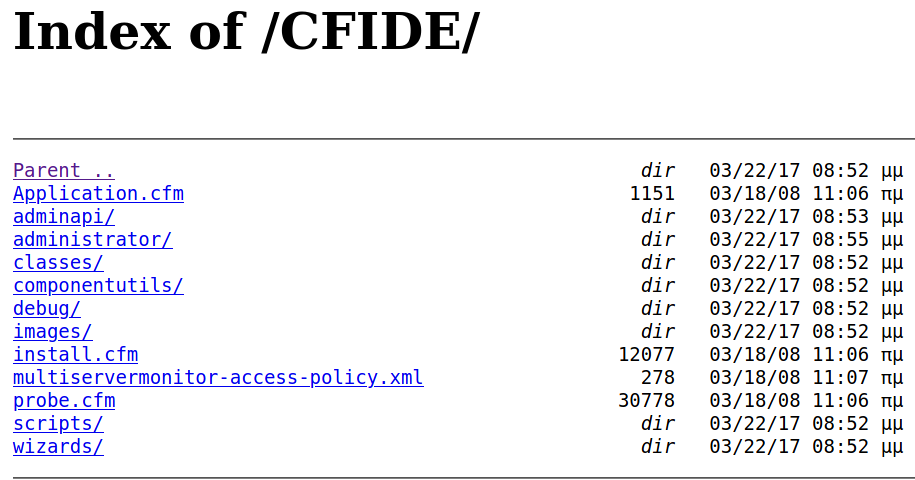 Index of /CFIDE/
Parent .. dir 03/22/17 08:52 μμ
Application.cfm 1151 03/18/08 11:06 πμ
adminapi/ dir 03/22/17 08:53 μμ
administrator/ dir 03/22/17 08:55 μμ
classes/ dir 03/22/17 08:52 μμ
componentutils/ dir 03/22/17 08:52 μμ
debug/ dir 03/22/17 08:52 μμ
images/ dir 03/22/17 08:52 μμ
install.cfm 12077 03/18/08 11:06 πμ
multiservermonitor-access-policy.xml 278 03/18/08 11:07 πμ
probe.cfm 30778 03/18/08 11:06 πμ
scripts/ dir 03/22/17 08:52 μμ
wizards/ dir 03/22/17 08:52 μμ